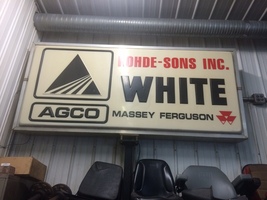 ROHDE-SONS INC.
WHITE
AGCO
MASSEY FERGUSON